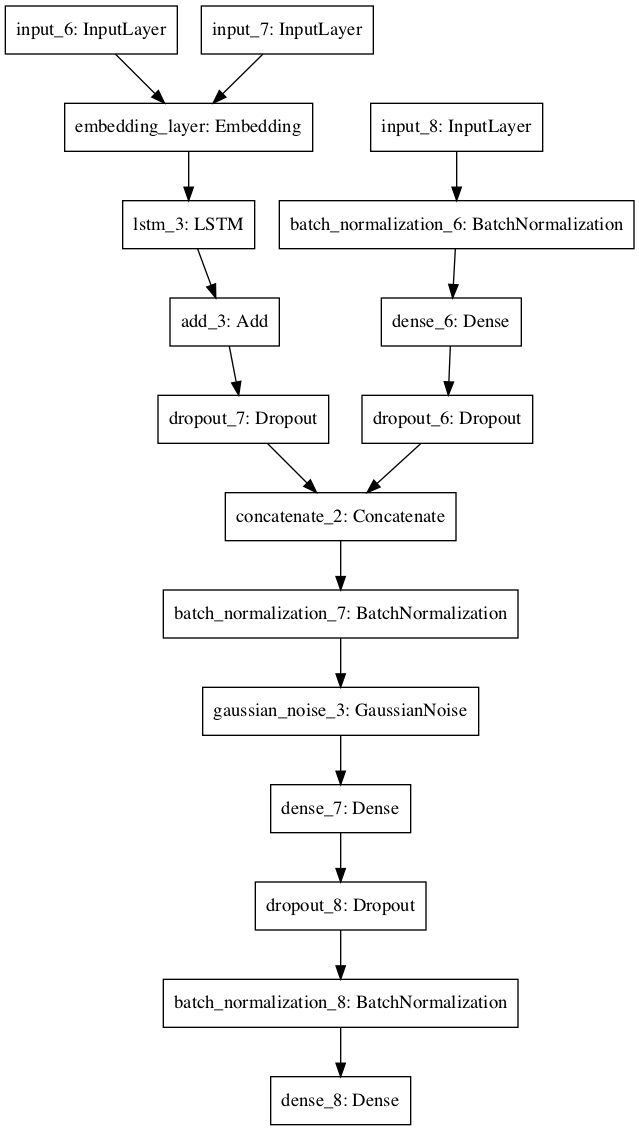 input_6: InputLayer
input_7: InputLayer
embedding_layer: Embedding
input_8: InputLayer
lstm_3: LSTM
batch_normalization_6: BatchNormalization
add_3: Add
dense_6: Dense
dropout_7: Dropout
dropout_6: Dropout
concatenate_2: Concatenate
batch_normalization_7: BatchNormalization
gaussian_noise_3: GaussianNoise
dense_7: Dense
dropout_8: Dropout
batch_normalization_8: BatchNormalization
dense_8: Dense